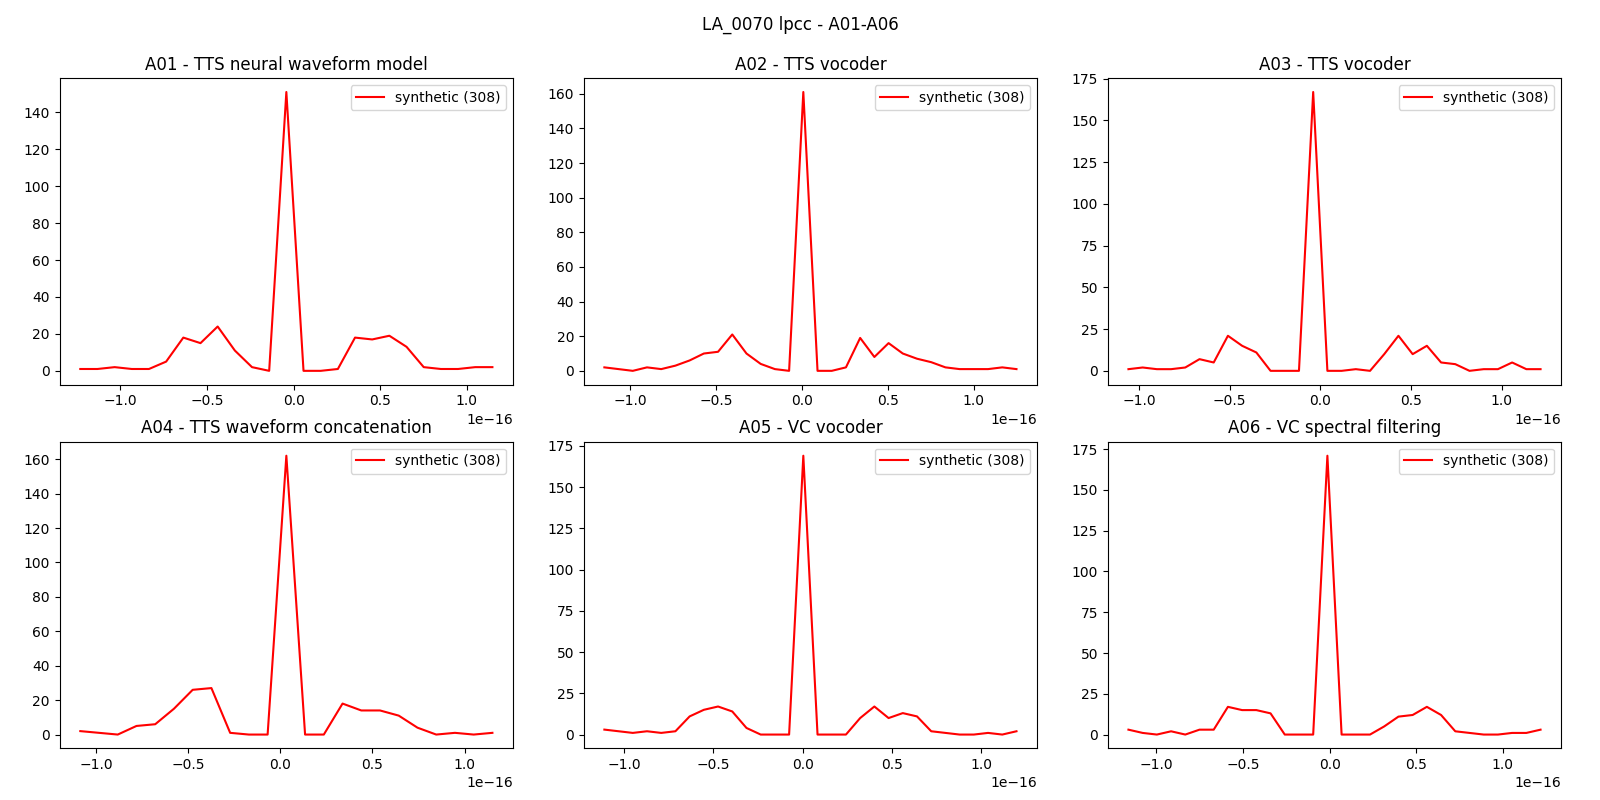 LA_0070 lpcc - A01-A06
A01 - TTS neural waveform model
A02 - TTS vocoder
A03 - TTS vocoder
synthetic (308)
synthetic (308)
synthetic (308)
140
120
100
80
60
40
20
0
160
140
120
100
80
60
40
20
0
175
150
125
100
75
50
25
0
−1.0 −0.5 0.0 0.5 1.0
1e−16
−1.0 −0.5 0.0 0.5 1.0
1e−16
−1.0 −0.5 0.0 0.5 1.0
1e−16
A04 - TTS waveform concatenation
A05 - VC vocoder
A06 - VC spectral filtering
synthetic (308)
synthetic (308)
synthetic (308)
160
140
120
100
80
60
40
20
0
175
150
125
100
75
50
25
0
175
150
125
100
75
50
25
0
−1.0 −0.5 0.0 0.5 1.0
1e−16
−1.0 −0.5 0.0 0.5 1.0
1e−16
−1.0 −0.5 0.0 0.5 1.0
1e−16